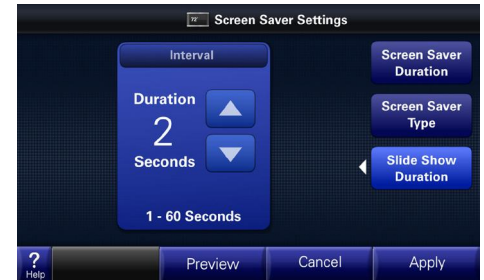 72°
Screen Saver Settings
Interval
Duration
2
Seconds
1 - 60 Seconds
Screen Saver
Duration
Screen Saver
Type
Slide Show
Duration
?
Help
Preview
Cancel
Apply